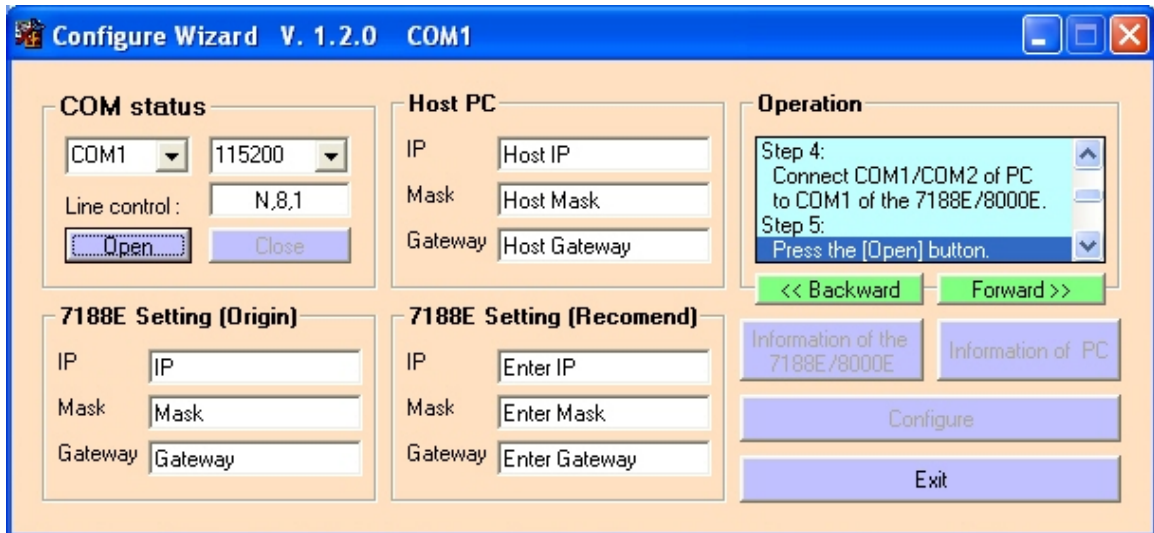 Configure Wizard V. 1.2.0 COM1
COM status
COM1 115200
Line control : N,8,1
Open Close
Host PC
IP Host IP
Mask Host Mask
Gateway Host Gateway
Operation
Step 4:
Connect COM1/COM2 of PC
to COM1 of the 7188E/8000E.
Step 5:
Press the [Open] button.
<< Backward Forward >>
7188E Setting (Origin)
IP IP
Mask Mask
Gateway Gateway
7188E Setting (Recomend)
IP Enter IP
Mask Enter Mask
Gateway Enter Gateway
Information of the
7188E/8000E
Information of PC
Configure
Exit